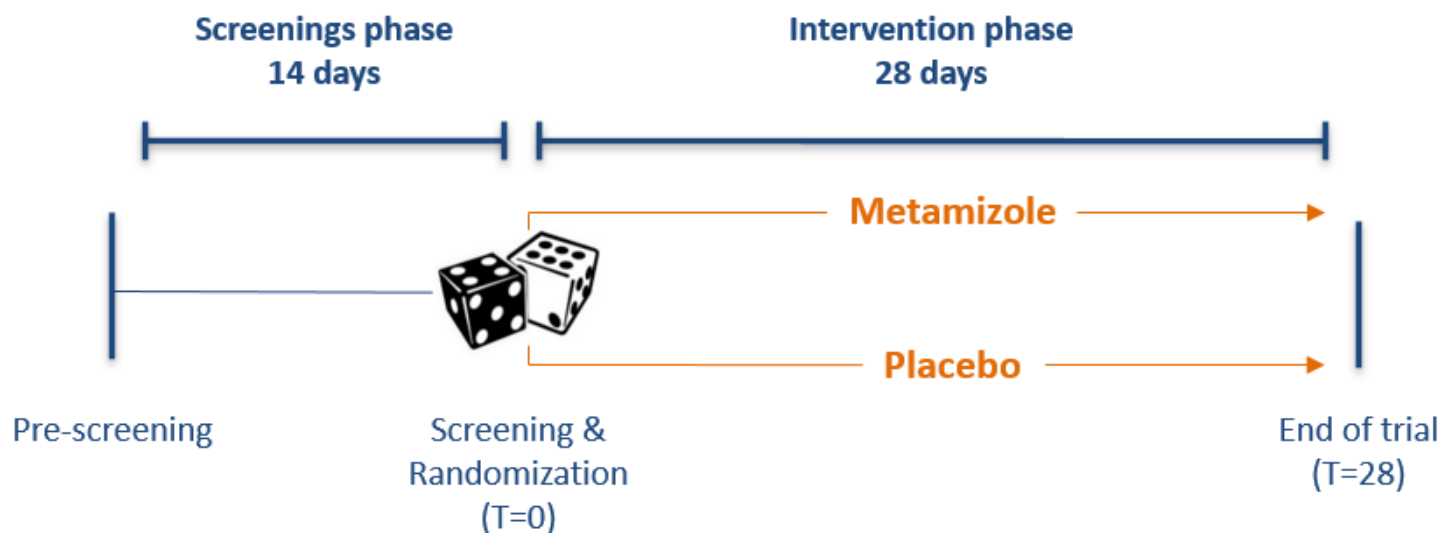 Screenings phase
14 days
Intervention phase
28 days
Metamizole
Placebo
Pre-screening
Screening &
Randomization
(T=0)
End of trial
(T=28)